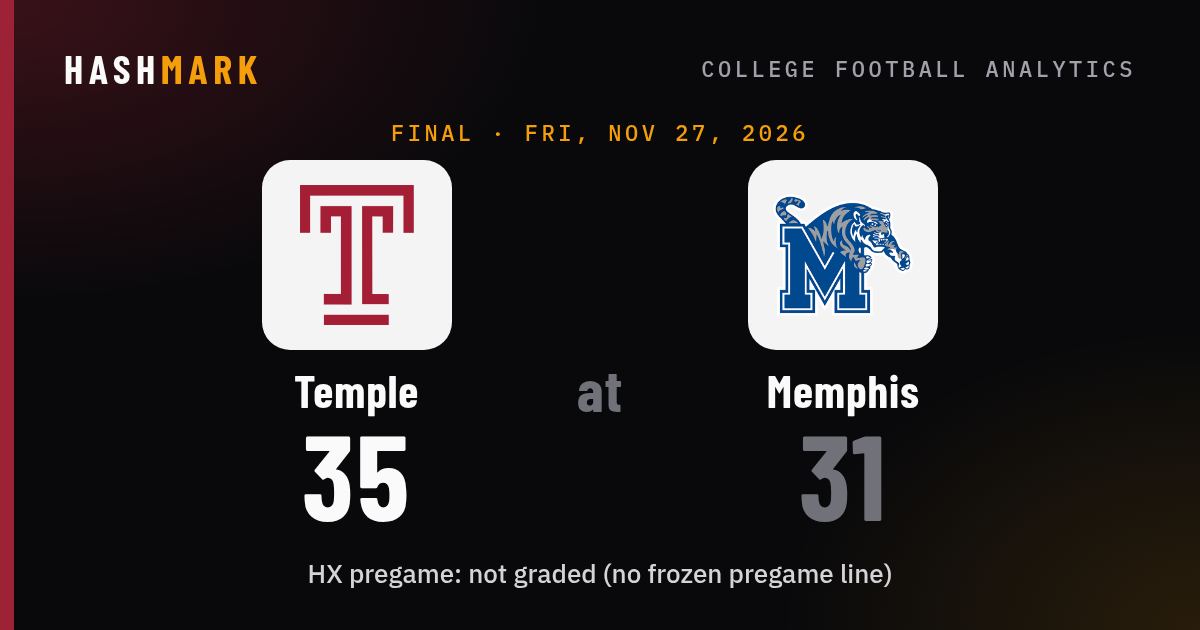 HASHMARK
COLLEGE FOOTBALL ANALYTICS
FINAL · FRI, NOV 27, 2026
T
M
Temple at Memphis
35 31
HX pregame: not graded (no frozen pregame line)